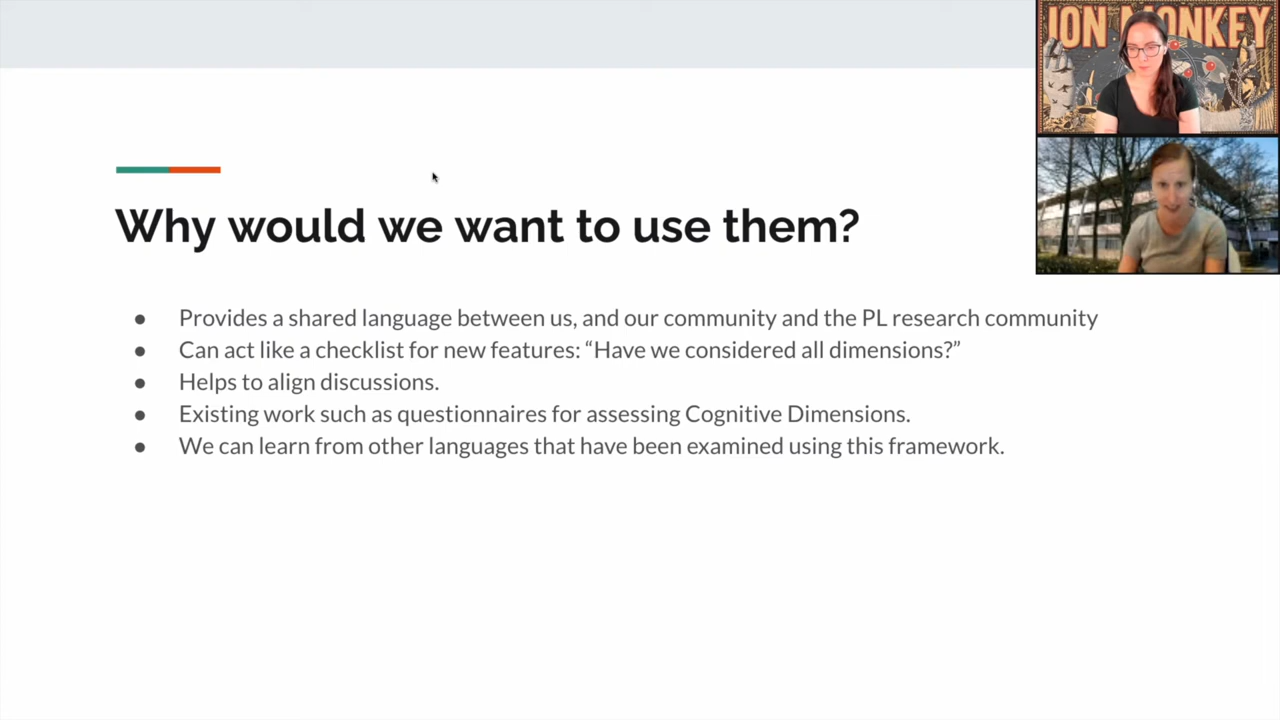 ION MONKEY
Why would we want to use them?
● Provides a shared language between us, and our community and the PL research community
● Can act like a checklist for new features: “Have we considered all dimensions?”
● Helps to align discussions.
● Existing work such as questionnaires for assessing Cognitive Dimensions.
● We can learn from other languages that have been examined using this framework.